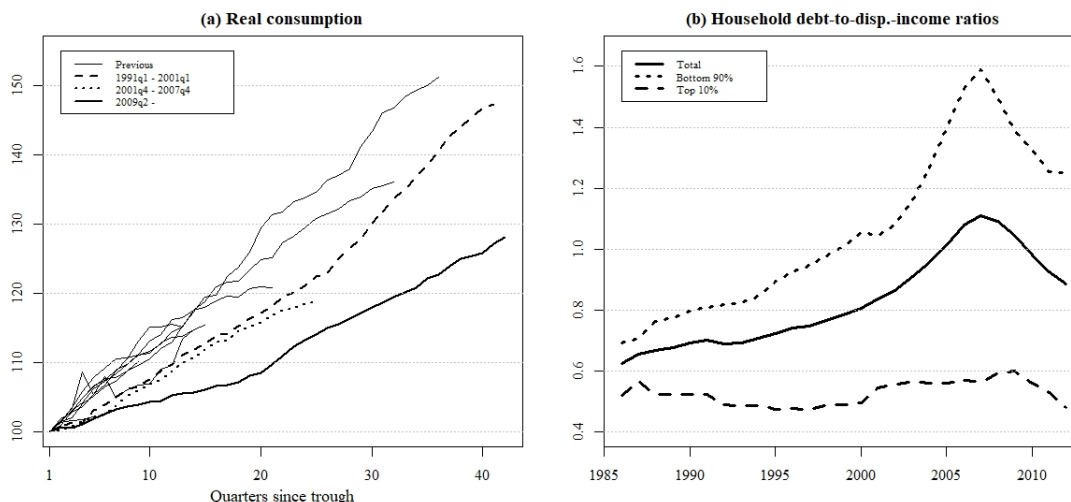 (a) Real consumption
Previous
1991q1 - 2001q1
2001q4 - 2007q4
2009q2 -
150
140
130
120
110
100
1
10
20
30
40
Quarters since trough
(b) Household debt-to-disp.-income ratios
Total
Bottom 90%
Top 10%
1.6
1.4
1.2
1.0
0.8
0.6
0.4
1985
1990
1995
2000
2005
2010